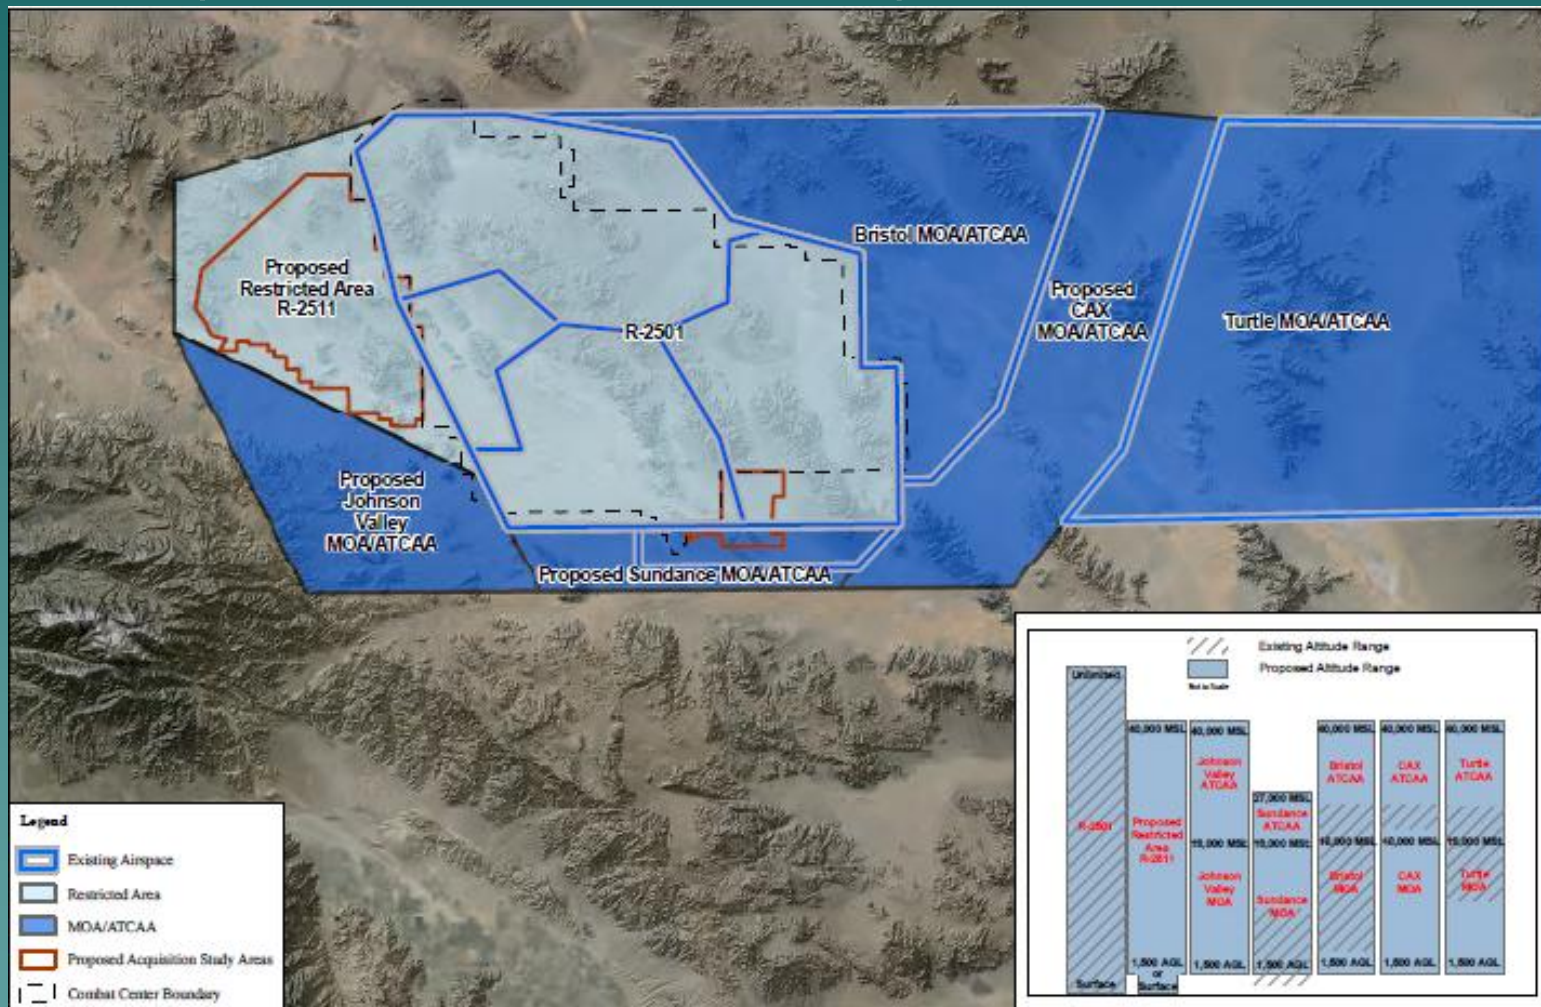 Bristol MOA/ATCAA
Proposed
Restricted Area
R-2511
Proposed
CAX
MOA/ATCAA
Turtle MOA/ATCAA
R-2501
Proposed
Johnson
Valley
MOA/ATCAA
Proposed Sundance MOA/ATCAA
Existing Altitude Range
Proposed Altitude Range
Not to Scale
Unlimited
R-2501
Surface
40,000 MSL
Proposed
Restricted
Area
R-2511
1,500 AGL
or
Surface
40,000 MSL
Johnson
Valley
ATCAA
18,000 MSL
Johnson
Valley
MOA
1,500 AGL
27,000 MSL
Sundance
ATCAA
18,000 MSL
Sundance
MOA
1,500 AGL
40,000 MSL
Bristol
ATCAA
18,000 MSL
Bristol
MOA
1,500 AGL
40,000 MSL
CAX
ATCAA
18,000 MSL
CAX
MOA
1,500 AGL
40,000 MSL
Turtle
ATCAA
18,000 MSL
Turtle
MOA
1,500 AGL
Legend
Existing Airspace
Restricted Area
MOA/ATCAA
Proposed Acquisition Study Areas
Combat Center Boundary